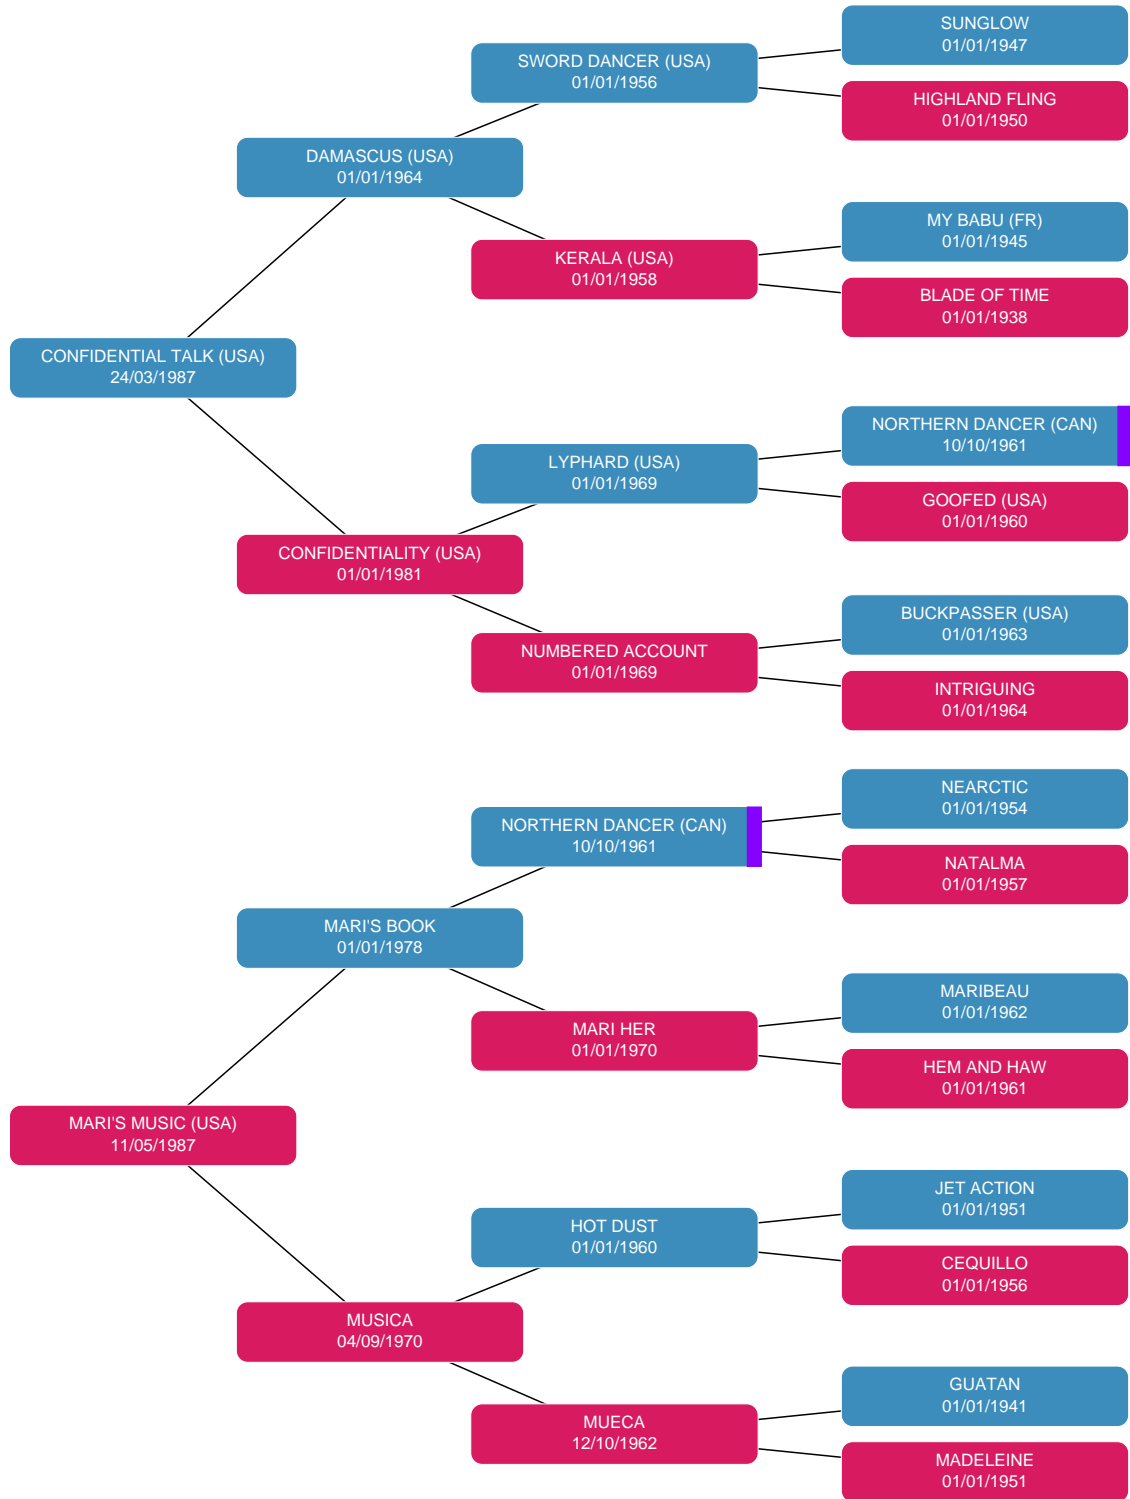 SUNGLOW
01/01/1947
SWORD DANCER (USA)
01/01/1956
HIGHLAND FLING
01/01/1950
DAMASCUS (USA)
01/01/1964
MY BABU (FR)
01/01/1945
KERALA (USA)
01/01/1958
BLADE OF TIME
01/01/1938
CONFIDENTIAL TALK (USA)
24/03/1987
NORTHERN DANCER (CAN)
10/10/1961
LYPHARD (USA)
01/01/1969
GOOFED (USA)
01/01/1960
CONFIDENTIALITY (USA)
01/01/1981
BUCKPASSER (USA)
01/01/1963
NUMBERED ACCOUNT
01/01/1969
INTRIGUING
01/01/1964
NEARCTIC
01/01/1954
NORTHERN DANCER (CAN)
10/10/1961
NATALMA
01/01/1957
MARI'S BOOK
01/01/1978
MARIBEAU
01/01/1962
MARI HER
01/01/1970
HEM AND HAW
01/01/1961
MARI'S MUSIC (USA)
11/05/1987
JET ACTION
01/01/1951
HOT DUST
01/01/1960
CEQUILLO
01/01/1956
MUSICA
04/09/1970
GUATAN
01/01/1941
MUECA
12/10/1962
MADELEINE
01/01/1951